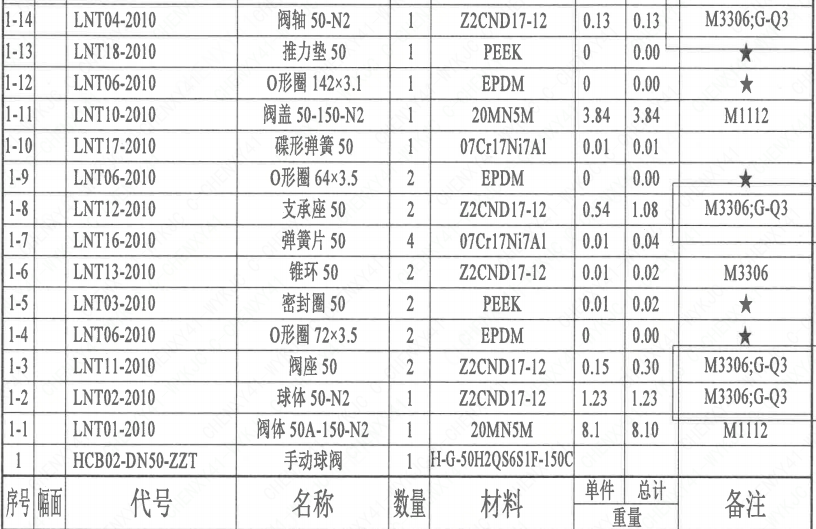 1-14 LNT04-2010 阀轴 50-N2 1 Z2CND17-12 0.13 0.13 M3306;G-Q3
1-13 LNT18-2010 推力垫 50 1 PEEK 0 0.00 ★
1-12 LNT06-2010 O形圈 142×3.1 1 EPDM 0 0.00 ★
1-11 LNT10-2010 阀盖 50-150-N2 1 20MN5M 3.84 3.84 M1112
1-10 LNT17-2010 碟形弹簧 50 1 07Cr17Ni7Al 0.01 0.01
1-9 LNT06-2010 O形圈 64×3.5 2 EPDM 0 0.00 ★
1-8 LNT12-2010 支承座 50 2 Z2CND17-12 0.54 1.08 M3306;G-Q3
1-7 LNT16-2010 弹簧片 50 4 07Cr17Ni7Al 0.01 0.04
1-6 LNT13-2010 锥环 50 2 Z2CND17-12 0.01 0.02 M3306
1-5 LNT03-2010 密封圈 50 2 PEEK 0.01 0.02 ★
1-4 LNT06-2010 O形圈 72×3.5 2 EPDM 0 0.00 ★
1-3 LNT11-2010 阀座 50 2 Z2CND17-12 0.15 0.30 M3306;G-Q3
1-2 LNT02-2010 球体 50-N2 1 Z2CND17-12 1.23 1.23 M3306;G-Q3
1-1 LNT01-2010 阀体 50A-150-N2 1 20MN5M 8.1 8.10 M1112
1 HCB02-DN50-ZZT 手动球阀 1 H-G-50H2QS6S1F-150C
序号 幅面 代号 名称 数量 材料 单件 总计 备注
重量